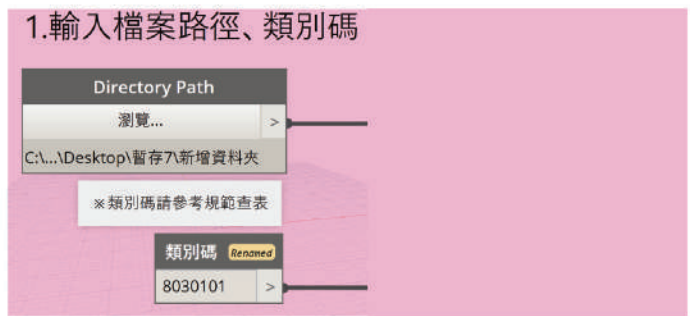 1.輸入檔案路徑、類別碼
Directory Path
瀏覽...
>
C:\...\Desktop\暫存7\新增資料夾
※類別碼請參考規範查表
類別碼 Renamed
8030101 >